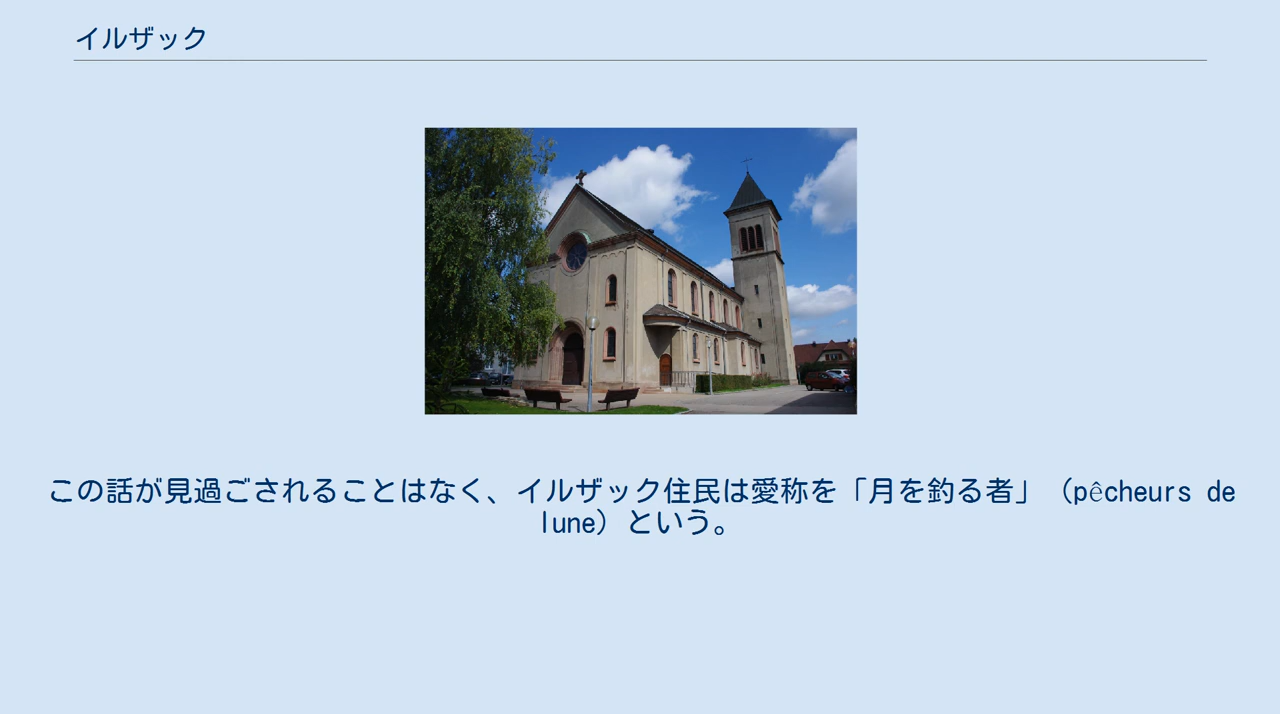 イルザック
この話が見過ごされることはなく、イルザック住民は愛称を「月を釣る者」（pêcheurs de
lune）という。